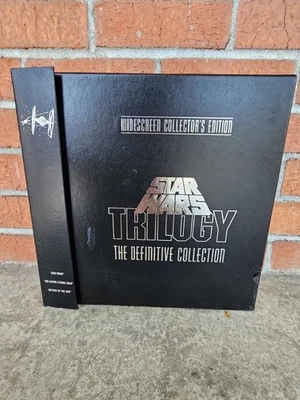 WIDESCREEN COLLECTOR'S EDITION
STAR
WARS
TRILOGY
THE DEFINITIVE COLLECTION
STAR WARS
THE EMPIRE STRIKES BACK
RETURN OF THE JEDI